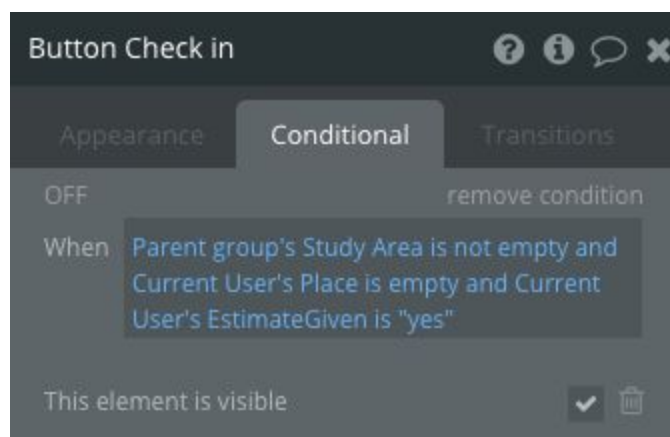 Button Check in
Appearance Conditional Transitions
OFF remove condition
When Parent group's Study Area is not empty and
Current User's Place is empty and Current
User's EstimateGiven is "yes"
This element is visible